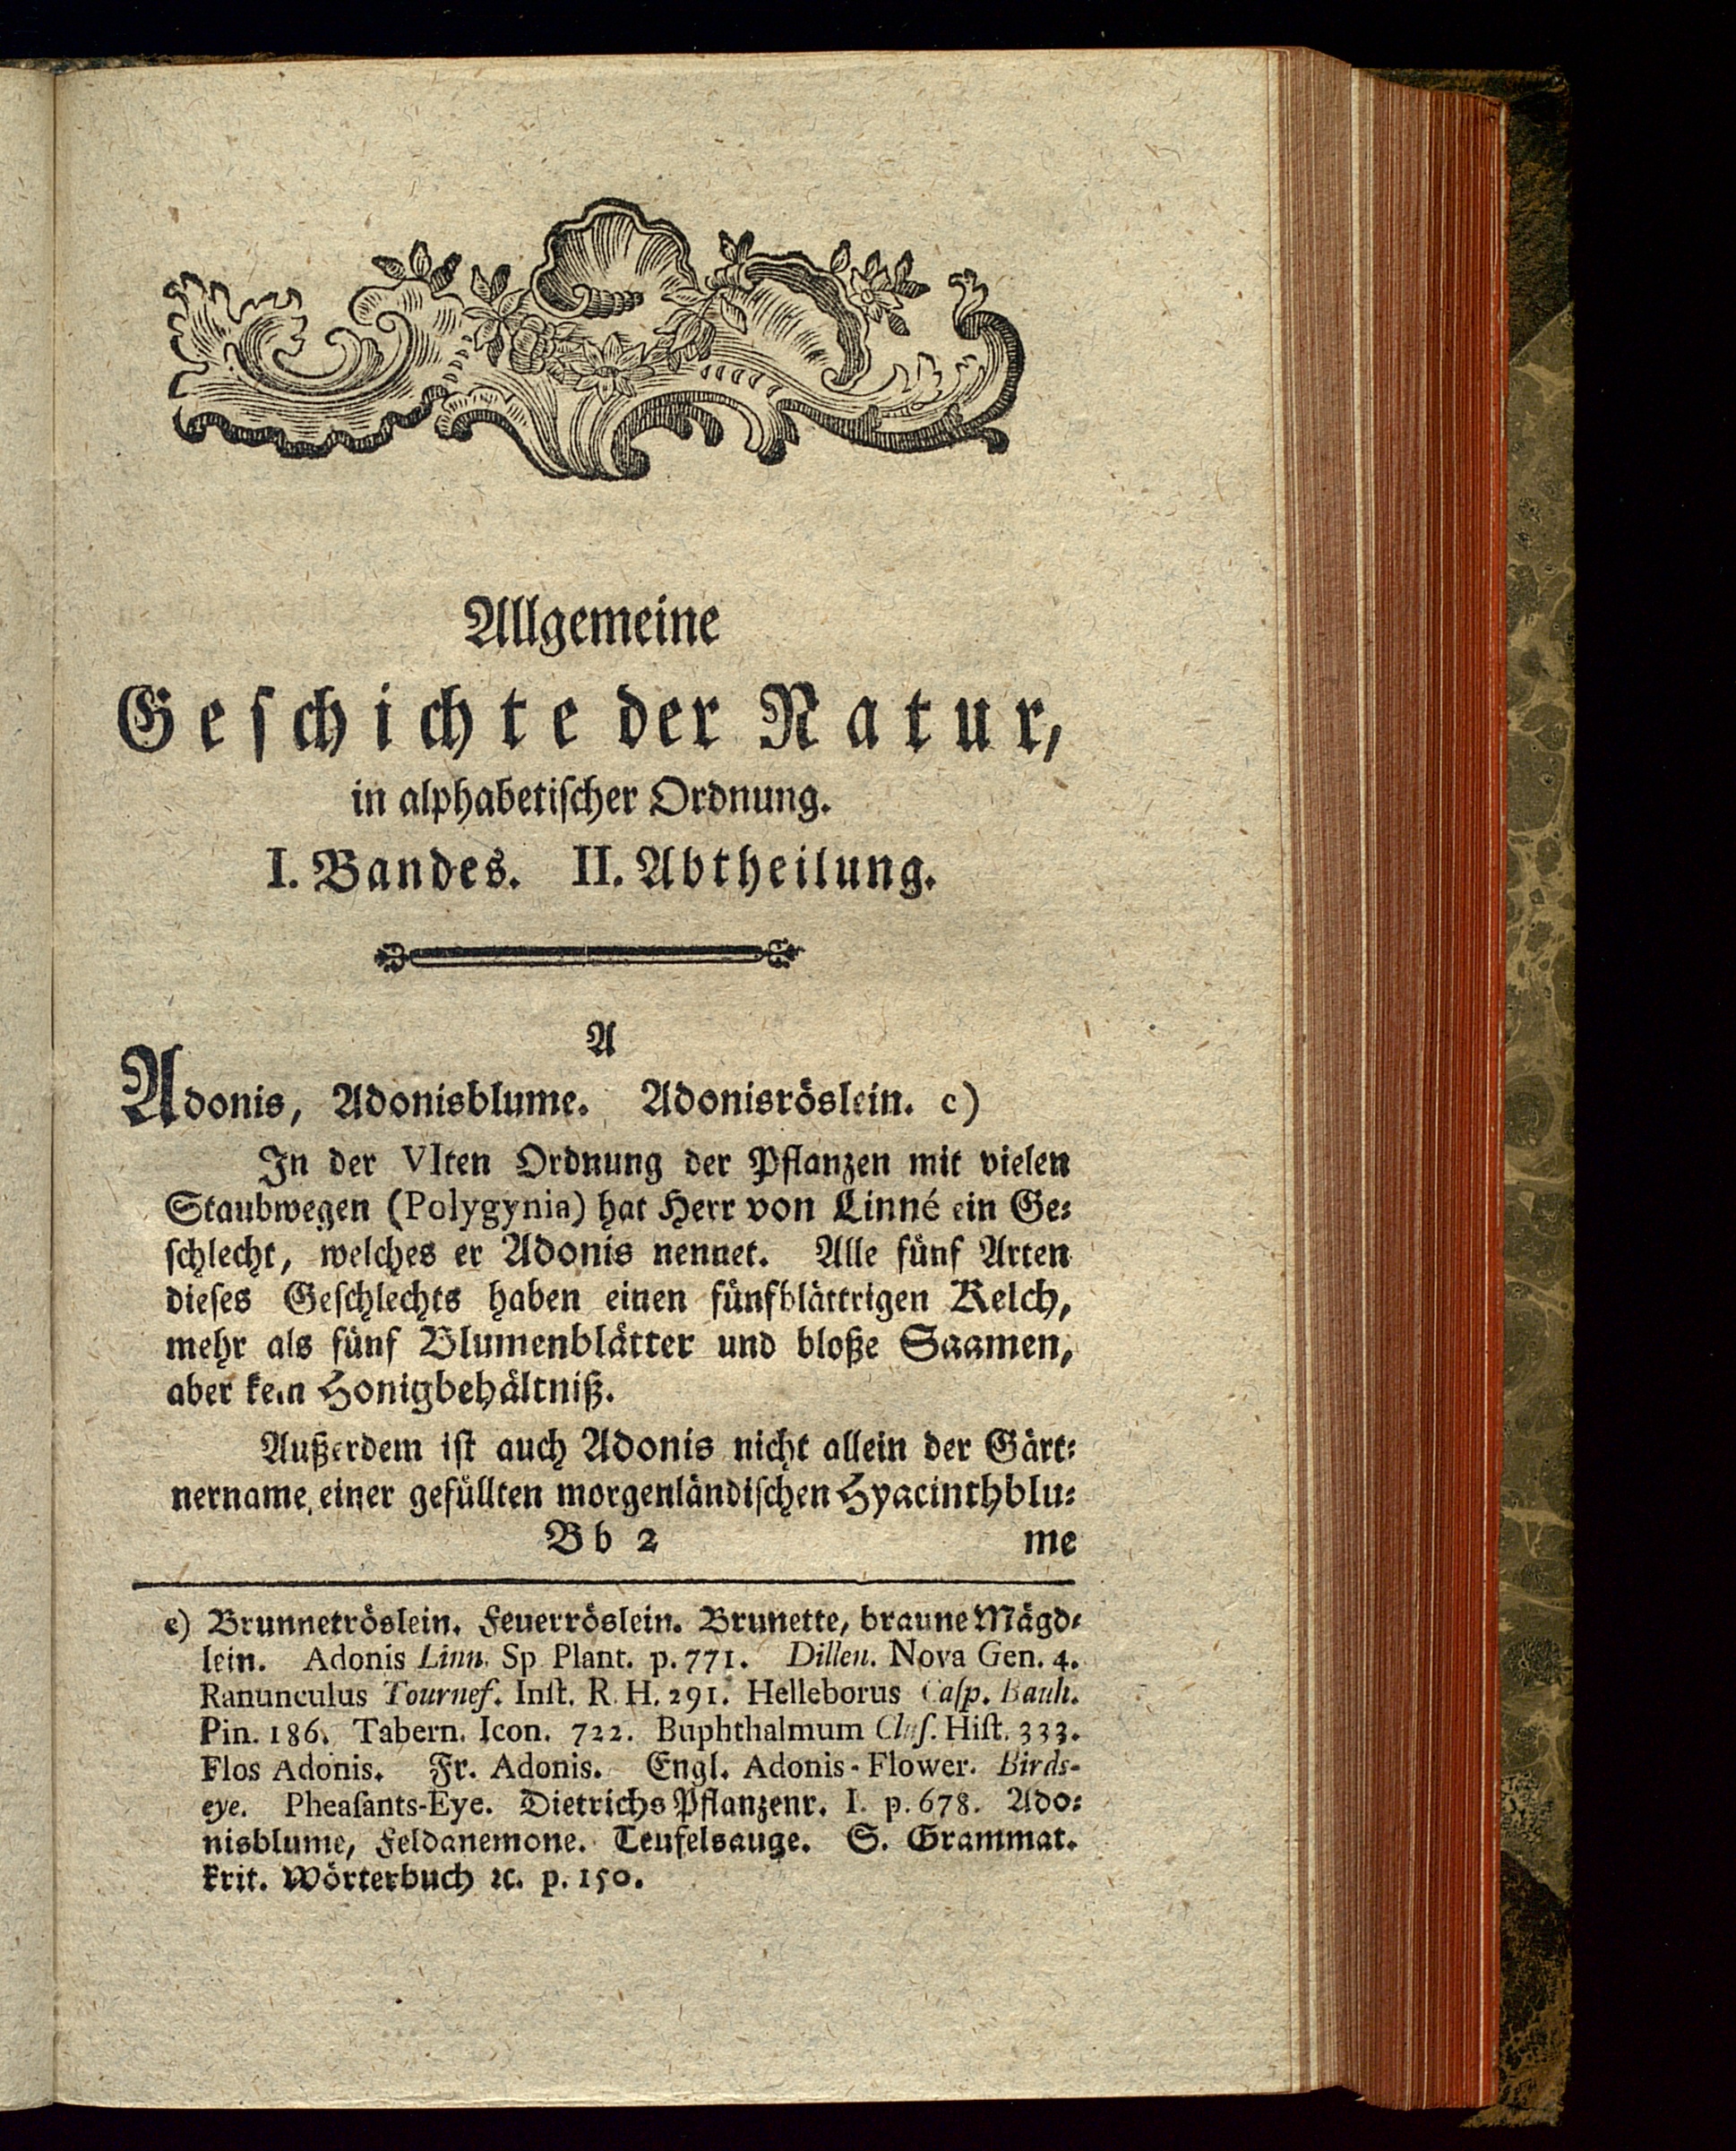 Allgemeine
Geschichte der Natur,
in alphabetischer Ordnung.
I. Bandes. II. Abtheilung.
A
Adonis, Adonisblume. Adonisröslein. e)
In der VIten Ordnung der Pflanzen mit vielen
Staubwegen (Polygynia) hat Herr von Linné ein Ge-
schlecht, welches er Adonis nennet. Alle fünf Arten
dieses Geschlechts haben einen fünfblättrigen Kelch,
mehr als fünf Blumenblätter und bloße Saamen,
aber kein Honigbehältniß.
Außerdem ist auch Adonis nicht allein der Gärt-
nername einer gefüllten morgenländischen Hyacinthblu-
Bb 2 me
e) Brunnetröslein. Feuerröslein. Brunette, braune Mägd-
lein. Adonis Linn. Sp Plant. p. 771. Dillen. Nova Gen. 4.
Ranunculus Tournef. Inst. R. H. 291. Helleborus Casp. Bauh.
Pin. 186. Tabern. Icon. 722. Buphthalmum Clus. Hist. 333.
Flos Adonis. Fr. Adonis. Engl. Adonis-Flower. Birds-
eye. Pheasants-Eye. Dietrichs Pflanzenr. I. p. 678. Ado-
nisblume, Feldanemone. Teufelsauge. S. Grammat.
krit. Wörterbuch ꝛc. p. 150.